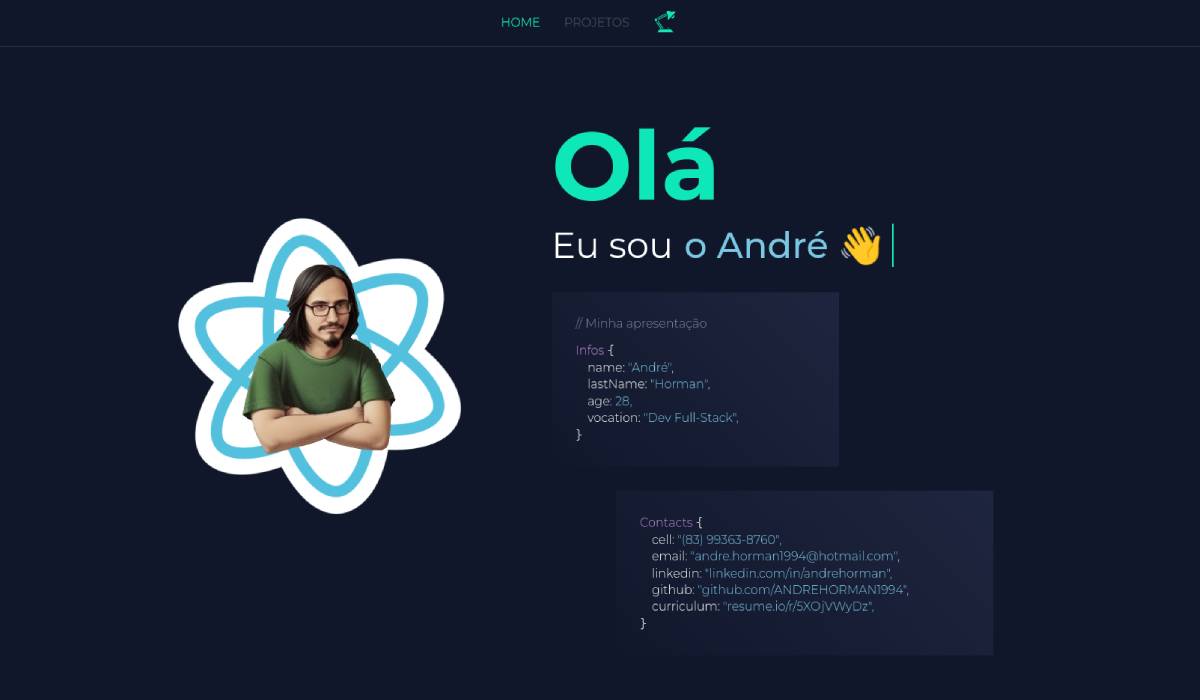 HOME PROJETOS
Olá
Eu sou o André 👋
// Minha apresentação
Infos {
name: "André",
lastName: "Horman",
age: 28,
vocation: "Dev Full-Stack",
}
Contacts {
cell: "(83) 99363-8760",
email: "andre.horman1994@hotmail.com",
linkedin: "linkedin.com/in/andrehorman",
github: "github.com/ANDREHORMAN1994",
curriculum: "resume.io/r/5XOjVWyDz",
}